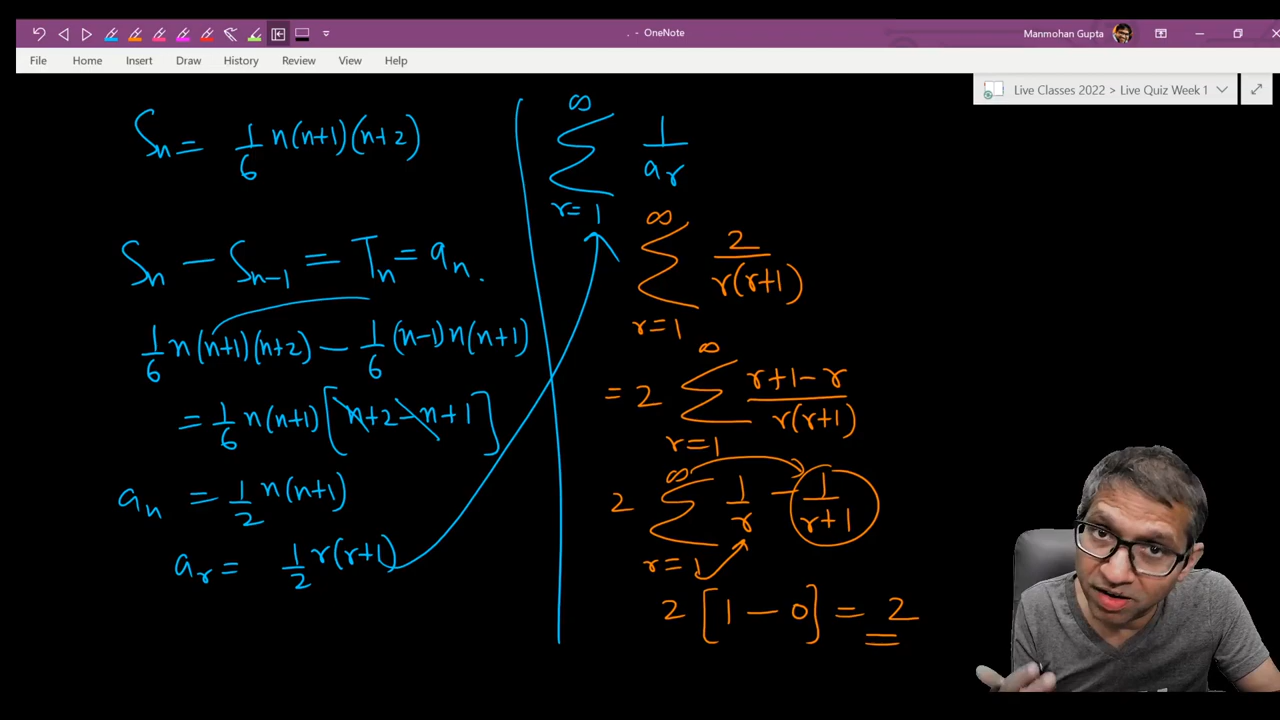 . - OneNote
Manmohan Gupta
File Home Insert Draw History Review View Help
Live Classes 2022 > Live Quiz Week 1
Sₙ = 1/6 n(n+1)(n+2)
Sₙ - Sₙ₋₁ = Tₙ = aₙ.
1/6 n(n+1)(n+2) - 1/6 (n-1)n(n+1)
= 1/6 n(n+1)[n+2-n+1]
aₙ = 1/2 n(n+1)
aᵣ = 1/2 r(r+1)
∞ Σ r=1 1/aᵣ
∞ Σ r=1 2/r(r+1)
= 2 ∞ Σ r=1 r+1-r/r(r+1)
2 ∞ Σ r=1 1/r - 1/r+1
2[1-0] = 2